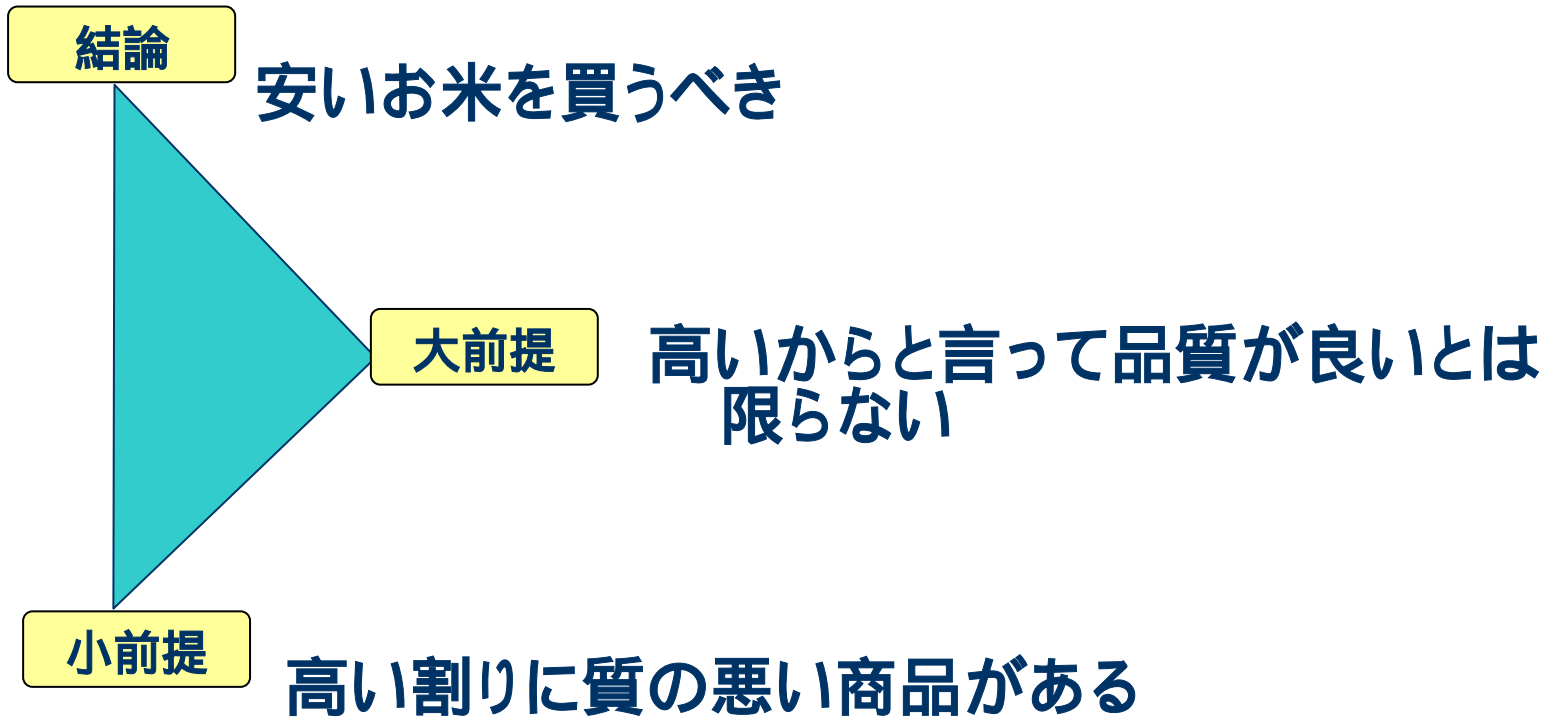 結論
安いお米を買うべき
大前提
高いからと言って品質が良いとは
限らない
小前提
高い割りに質の悪い商品がある